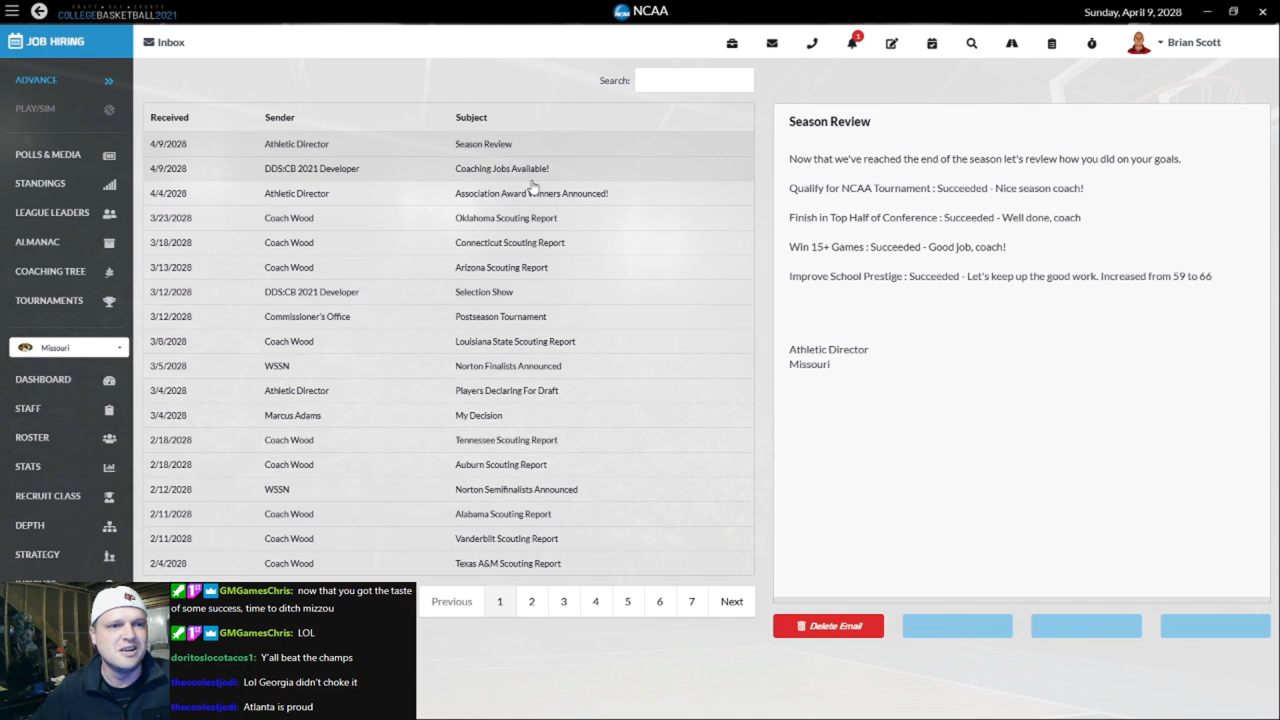 DRAFT DAY SPORTS
COLLEGEBASKETBALL2021
NCAA
Sunday, April 9, 2028
JOB HIRING
Inbox
1
Brian Scott
ADVANCE
PLAY/SIM
POLLS & MEDIA
STANDINGS
LEAGUE LEADERS
ALMANAC
COACHING TREE
TOURNAMENTS
Missouri
DASHBOARD
STAFF
ROSTER
STATS
RECRUIT CLASS
DEPTH
STRATEGY
Search:
Received Sender Subject
4/9/2028 Athletic Director Season Review
4/9/2028 DDS:CB 2021 Developer Coaching Jobs Available!
4/4/2028 Athletic Director Association Award Winners Announced!
3/23/2028 Coach Wood Oklahoma Scouting Report
3/18/2028 Coach Wood Connecticut Scouting Report
3/13/2028 Coach Wood Arizona Scouting Report
3/12/2028 DDS:CB 2021 Developer Selection Show
3/12/2028 Commissioner's Office Postseason Tournament
3/8/2028 Coach Wood Louisiana State Scouting Report
3/5/2028 WSSN Norton Finalists Announced
3/4/2028 Athletic Director Players Declaring For Draft
3/4/2028 Marcus Adams My Decision
2/18/2028 Coach Wood Tennessee Scouting Report
2/18/2028 Coach Wood Auburn Scouting Report
2/12/2028 WSSN Norton Semifinalists Announced
2/11/2028 Coach Wood Alabama Scouting Report
2/11/2028 Coach Wood Vanderbilt Scouting Report
2/4/2028 Coach Wood Texas A&M Scouting Report
Previous 1 2 3 4 5 6 7 Next
Season Review
Now that we've reached the end of the season let's review how you did on your goals.
Qualify for NCAA Tournament : Succeeded - Nice season coach!
Finish in Top Half of Conference : Succeeded - Well done, coach
Win 15+ Games : Succeeded - Good job, coach!
Improve School Prestige : Succeeded - Let's keep up the good work. Increased from 59 to 66
Athletic Director
Missouri
Delete Email
GMGamesChris: now that you got the taste
of some success, time to ditch mizzou
GMGamesChris: LOL
doritoslocotacos1: Y'all beat the champs
thecoolestjedi: Lol Georgia didn't choke it
thecoolestjedi: Atlanta is proud